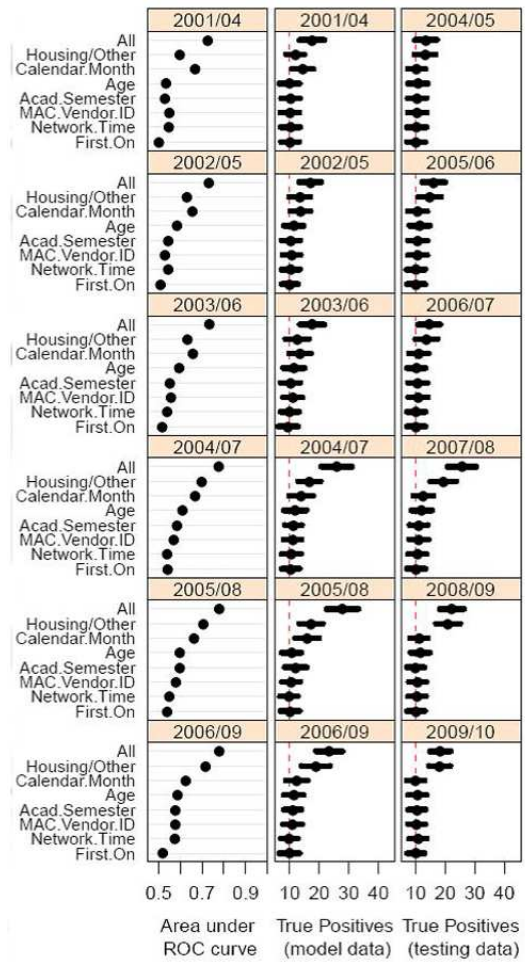 2001/04 2001/04 2004/05
All
Housing/Other
Calendar.Month
Age
Acad.Semester
MAC.Vendor.ID
Network.Time
First.On
2002/05 2002/05 2005/06
All
Housing/Other
Calendar.Month
Age
Acad.Semester
MAC.Vendor.ID
Network.Time
First.On
2003/06 2003/06 2006/07
All
Housing/Other
Calendar.Month
Age
Acad.Semester
MAC.Vendor.ID
Network.Time
First.On
2004/07 2004/07 2007/08
All
Housing/Other
Calendar.Month
Age
Acad.Semester
MAC.Vendor.ID
Network.Time
First.On
2005/08 2005/08 2008/09
All
Housing/Other
Calendar.Month
Age
Acad.Semester
MAC.Vendor.ID
Network.Time
First.On
2006/09 2006/09 2009/10
All
Housing/Other
Calendar.Month
Age
Acad.Semester
MAC.Vendor.ID
Network.Time
First.On
0.5 0.7 0.9 10 20 30 40 10 20 30 40
Area under True Positives True Positives
ROC curve (model data) (testing data)